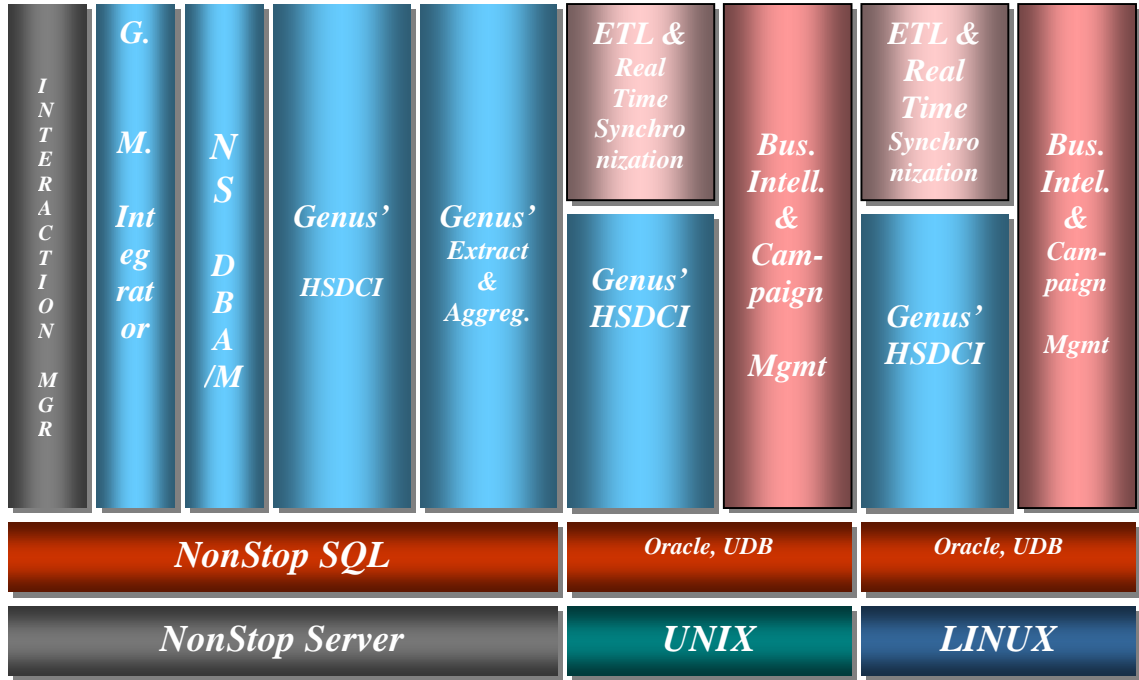 I
N
T
E
R
A
C
T
I
O
N
M
G
R
G.
M.
Int
eg
rat
or
N
S
D
B
A
/M
Genus’
HSDCI
Genus’
Extract
&
Aggreg.
ETL &
Real
Time
Synchro
nization
Genus’
HSDCI
Bus.
Intell.
&
Cam-
paign
Mgmt
ETL &
Real
Time
Synchro
nization
Genus’
HSDCI
Bus.
Intel.
&
Cam-
paign
Mgmt
NonStop SQL
Oracle, UDB
Oracle, UDB
NonStop Server
UNIX
LINUX